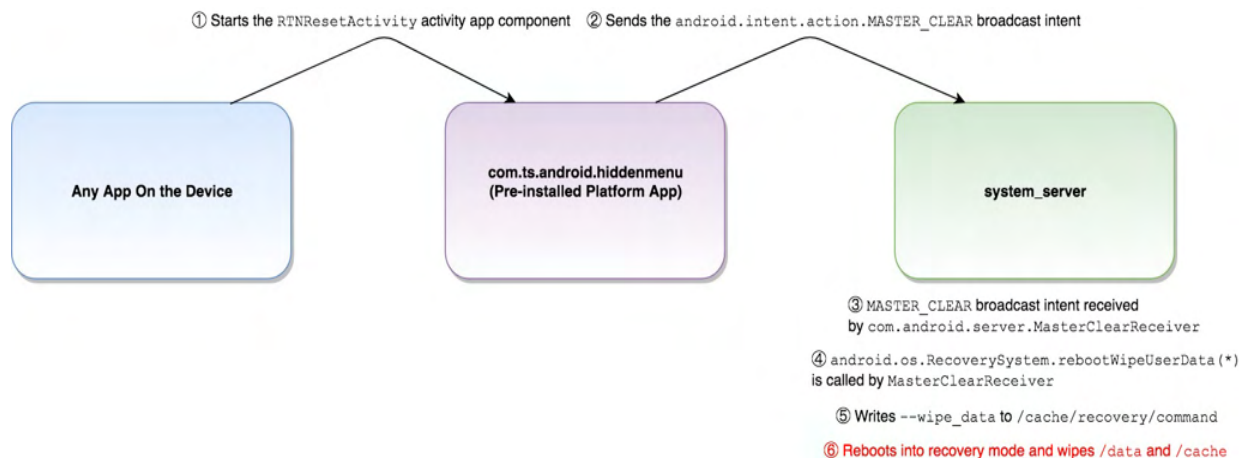 ① Starts the RTNResetActivity activity app component
② Sends the android.intent.action.MASTER_CLEAR broadcast intent
Any App On the Device
com.ts.android.hiddenmenu
(Pre-installed Platform App)
system_server
③ MASTER_CLEAR broadcast intent received
by com.android.server.MasterClearReceiver
④ android.os.RecoverySystem.rebootWipeUserData(*)
is called by MasterClearReceiver
⑤ Writes --wipe_data to /cache/recovery/command
⑥ Reboots into recovery mode and wipes /data and /cache